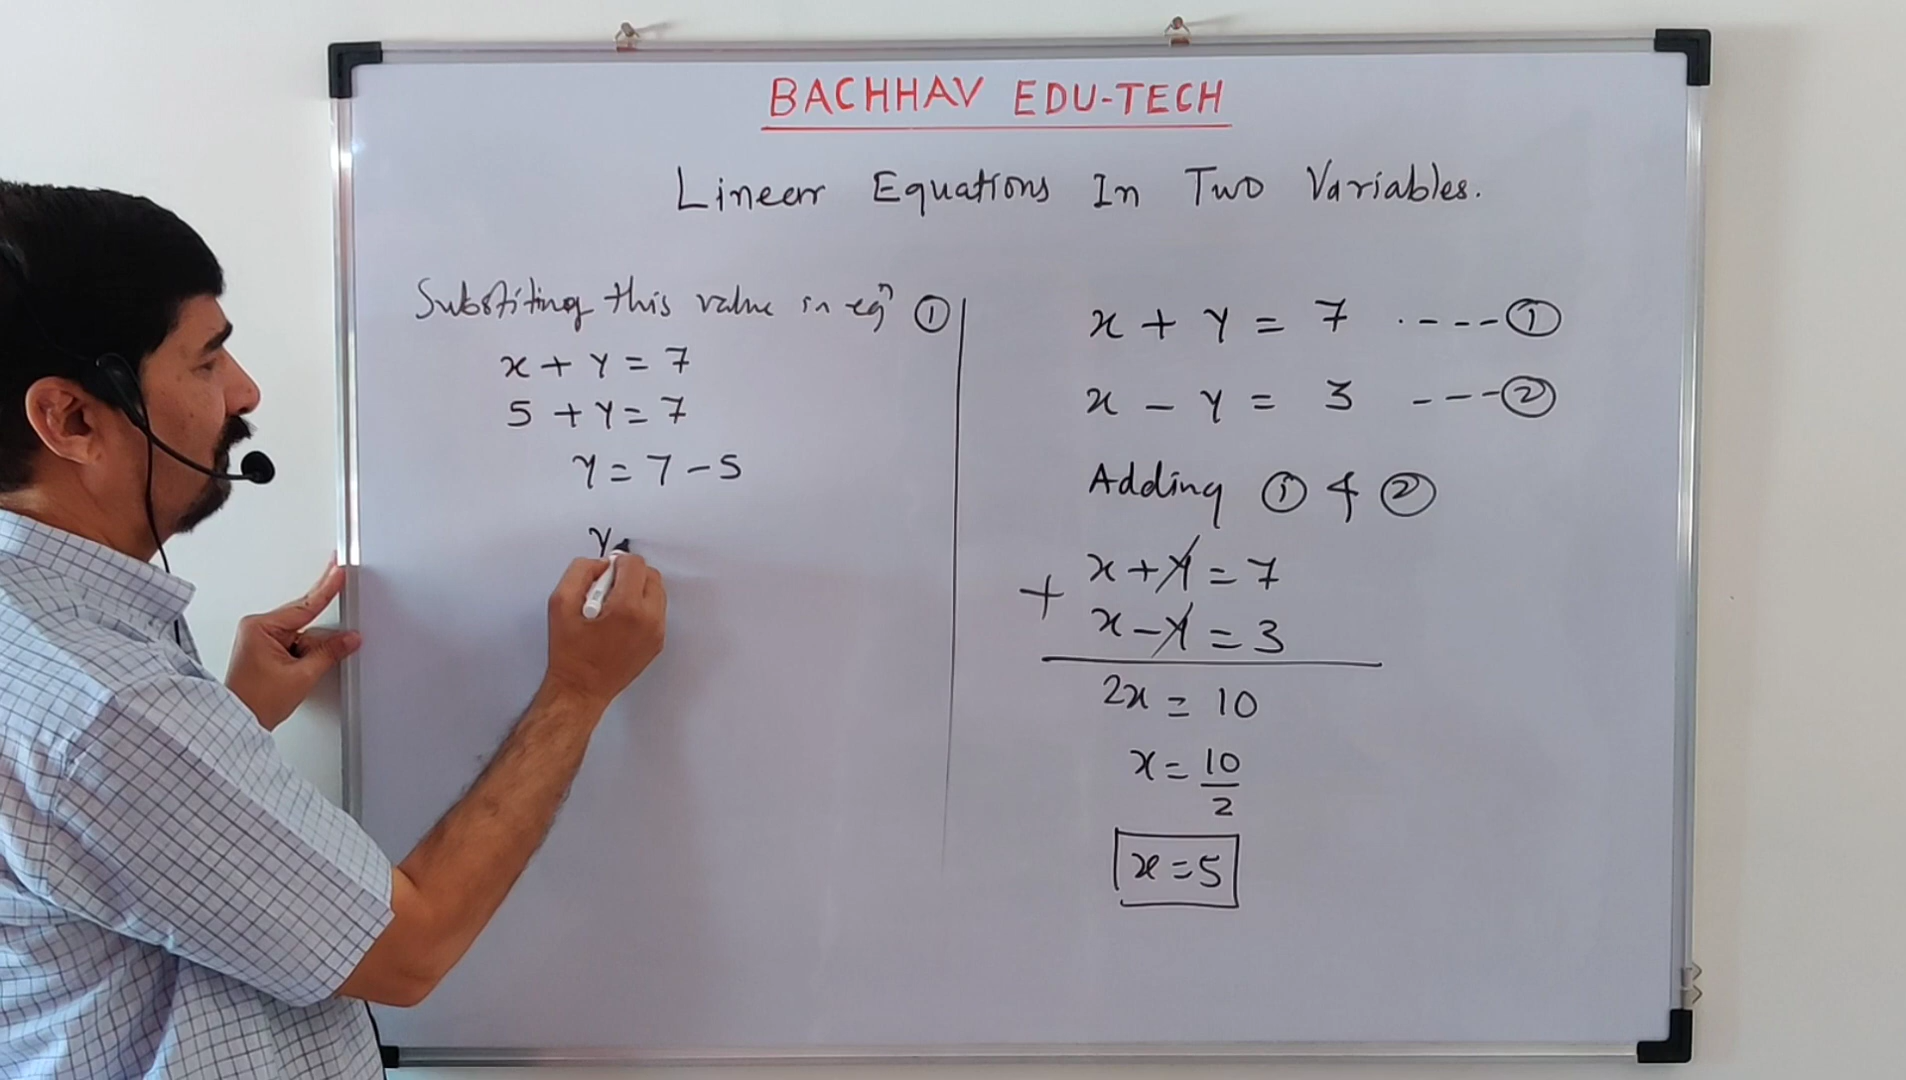 BACHHAV EDU-TECH
Linear Equations In Two Variables.
x + y = 7 ---- ①
x - y = 3 --- ②
Adding ① & ②
x + y = 7
+
x - y = 3
2x = 10
x = 10/2
x = 5
Substiting this value in eqⁿ ①
x + y = 7
5 + y = 7
y = 7 - 5
y